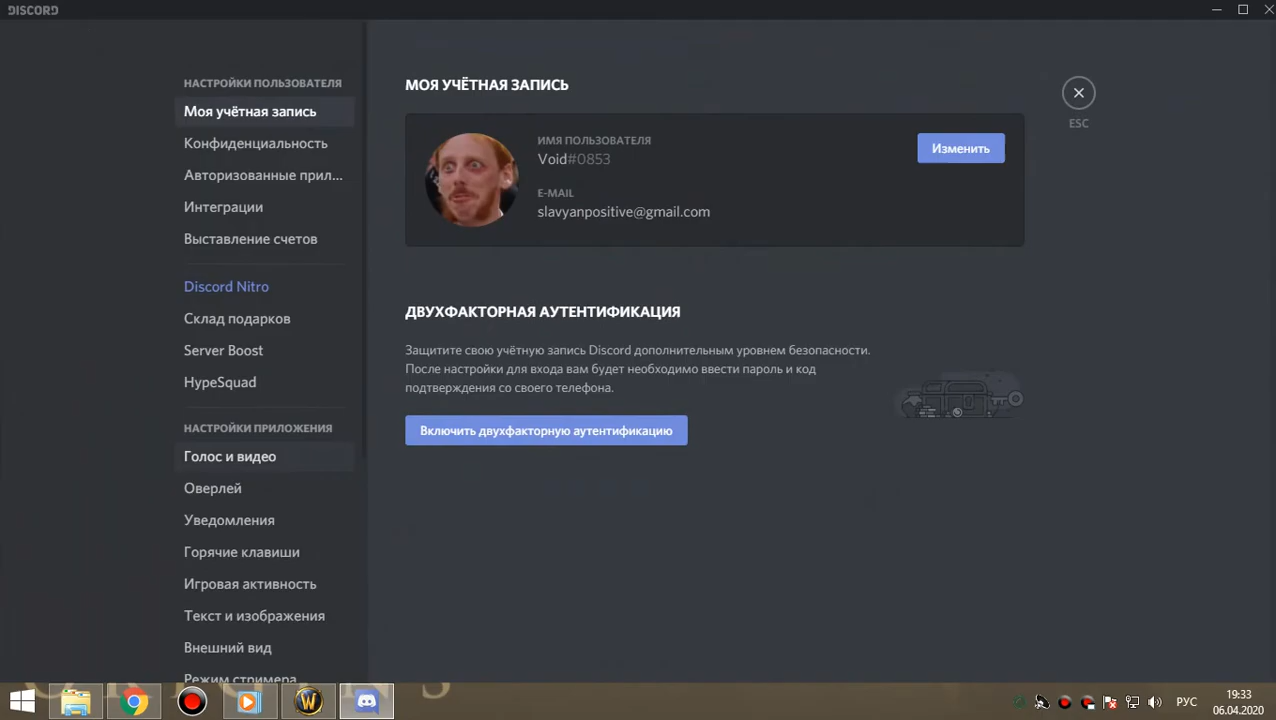 DISCORD
НАСТРОЙКИ ПОЛЬЗОВАТЕЛЯ
Моя учётная запись
Конфиденциальность
Авторизованные прил...
Интеграции
Выставление счетов
Discord Nitro
Склад подарков
Server Boost
HypeSquad
НАСТРОЙКИ ПРИЛОЖЕНИЯ
Голос и видео
Оверлей
Уведомления
Горячие клавиши
Игровая активность
Текст и изображения
Внешний вид
Режим стримера
МОЯ УЧЁТНАЯ ЗАПИСЬ
ИМЯ ПОЛЬЗОВАТЕЛЯ
Void#0853
Изменить
E-MAIL
slavyanpositive@gmail.com
ESC
ДВУХФАКТОРНАЯ АУТЕНТИФИКАЦИЯ
Защитите свою учётную запись Discord дополнительным уровнем безопасности.
После настройки для входа вам будет необходимо ввести пароль и код
подтверждения со своего телефона.
Включить двухфакторную аутентификацию
РУС
19:33
06.04.2020